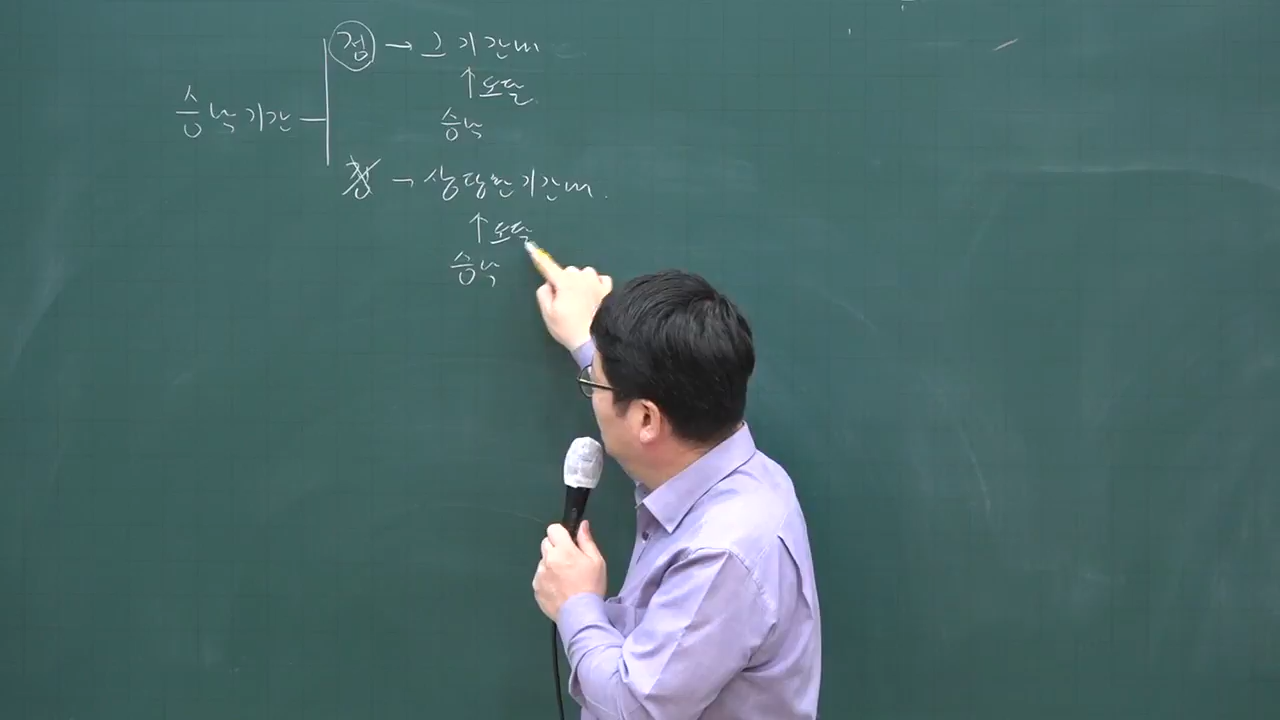 정 → 그 기간내
↑ 도달
승낙기간
승낙
정 → 상당한 기간내.
↑ 도달
승낙